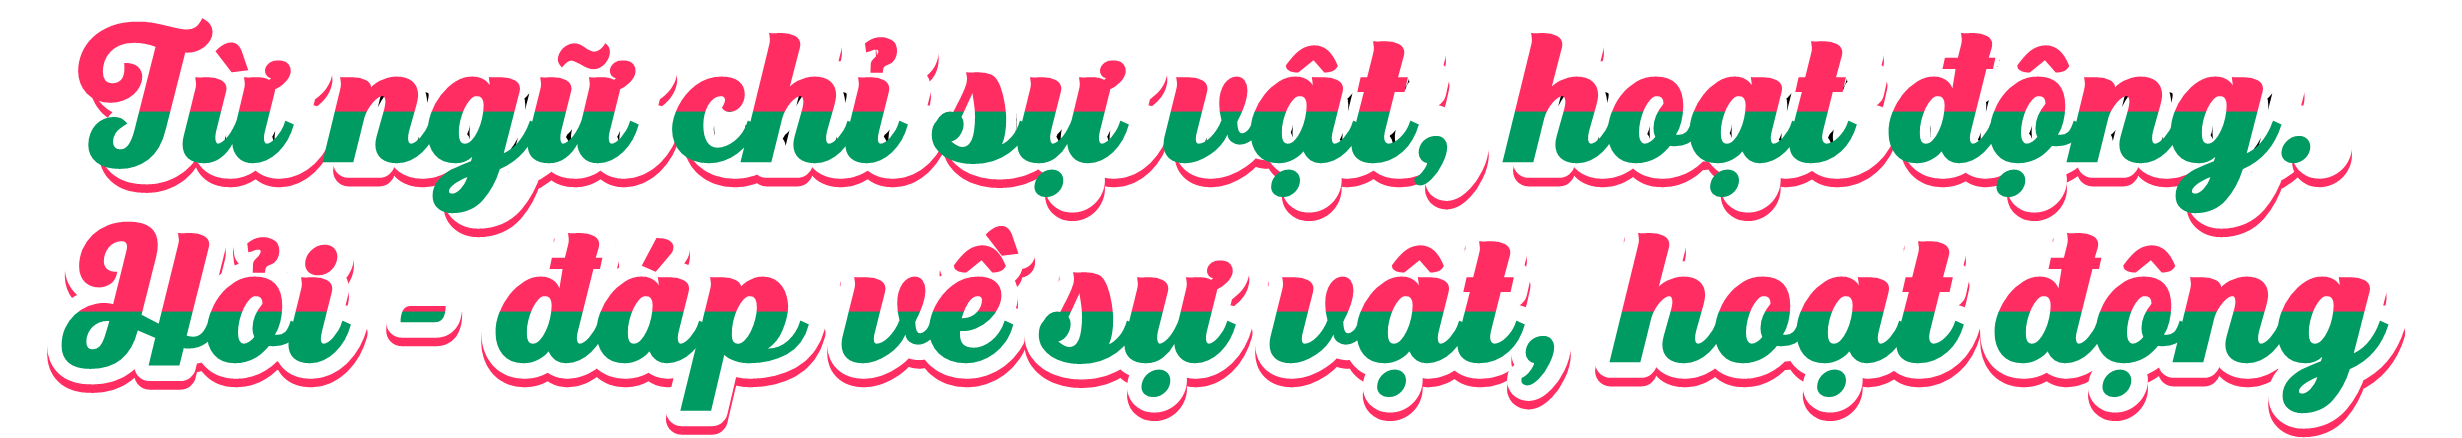 Từ ngữ chỉ sự vật, hoạt động.
Hỏi - đáp về sự vật, hoạt động